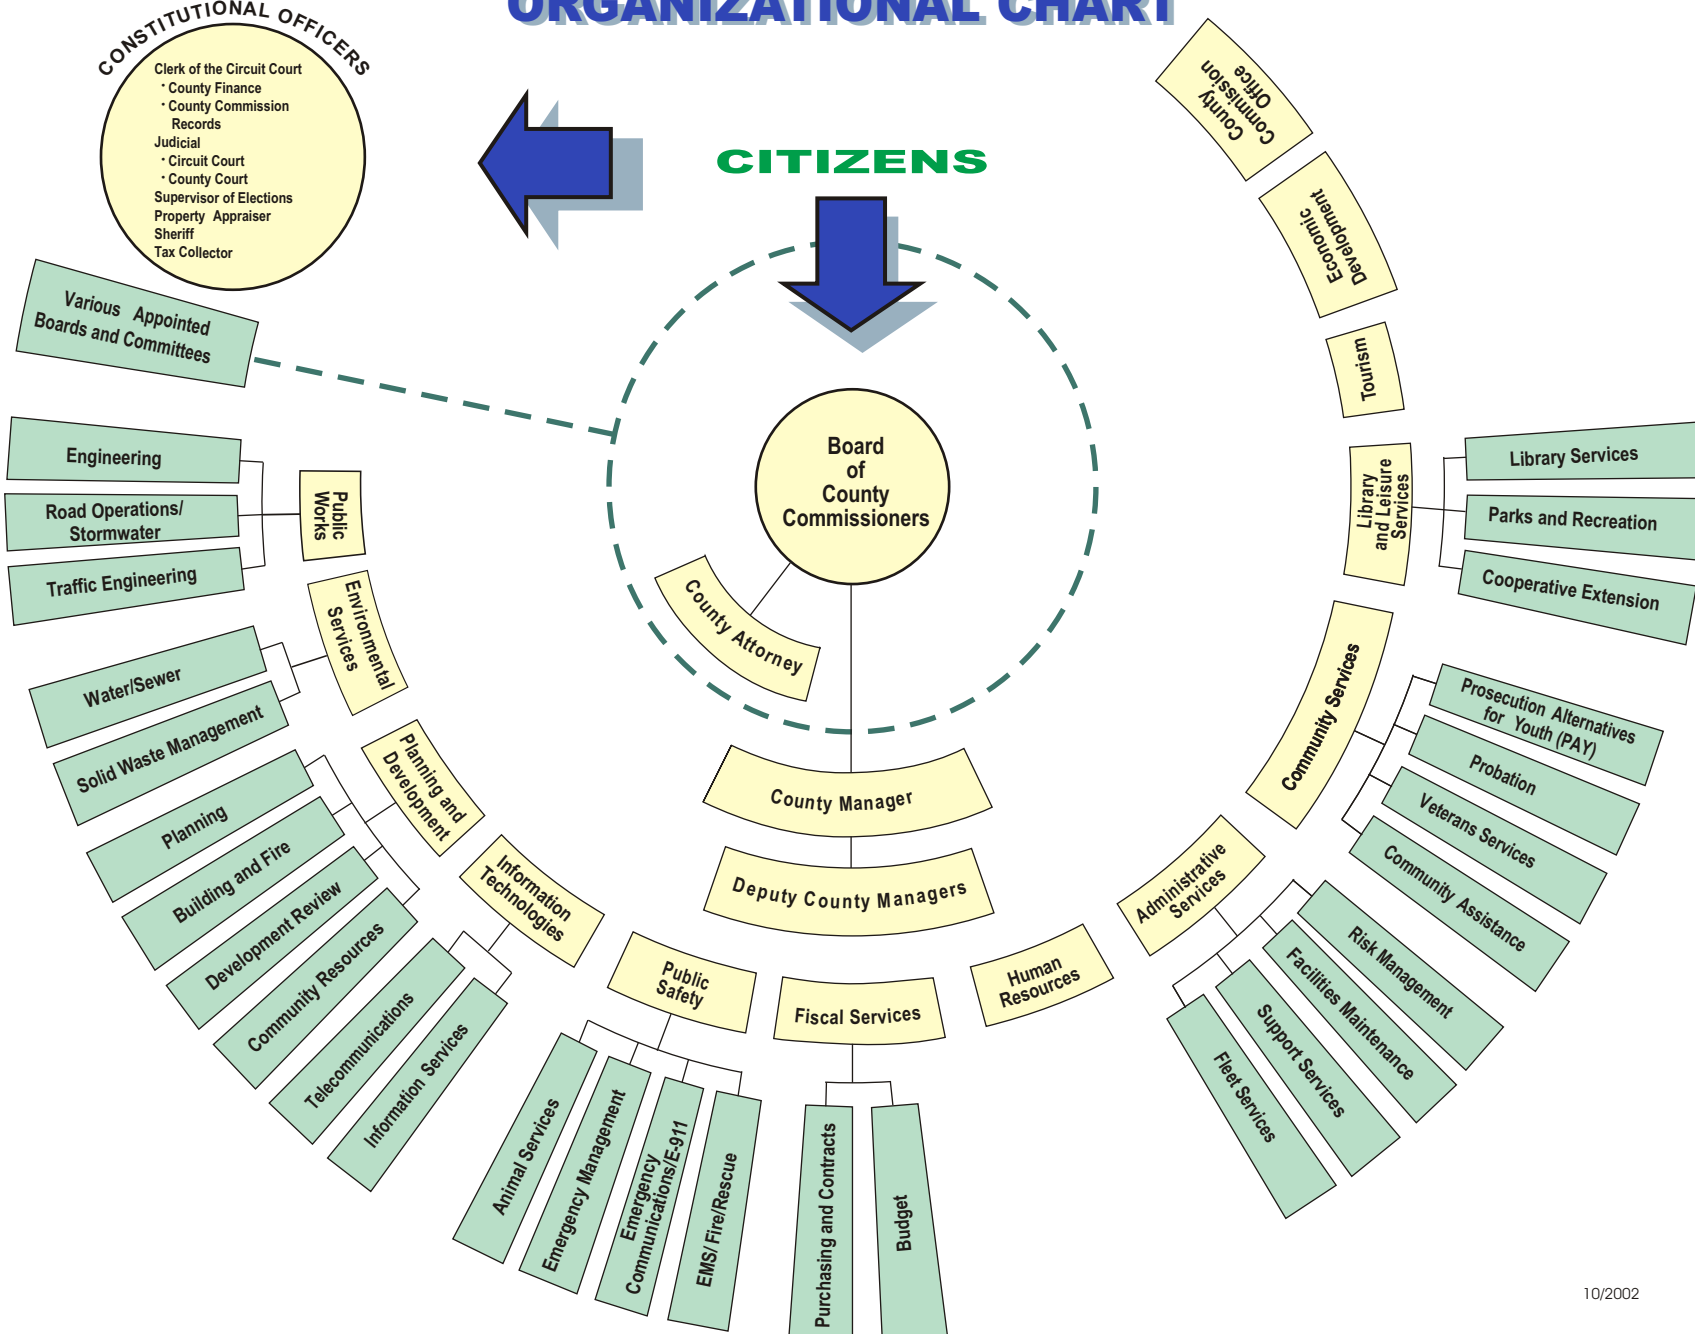 ORGANIZATIONAL CHART
CONSTITUTIONAL OFFICERS
Clerk of the Circuit Court
· County Finance
· County Commission
Records
Judicial
· Circuit Court
· County Court
Supervisor of Elections
Property Appraiser
Sheriff
Tax Collector
CITIZENS
Various Appointed
Boards and Committees
Board
of
County
Commissioners
County Attorney
County Manager
Deputy County Managers
County
Commission
Office
Economic
Development
Tourism
Library
and Leisure
Services
Library Services
Parks and Recreation
Cooperative Extension
Community Services
Prosecution Alternatives
for Youth (PAY)
Probation
Veterans Services
Community Assistance
Administrative
Services
Risk Management
Facilities Maintenance
Support Services
Fleet Services
Human
Resources
Fiscal Services
Purchasing and Contracts
Budget
Public
Safety
Animal Services
Emergency Management
Emergency
Communications/E-911
EMS/ Fire/Rescue
Information
Technologies
Telecommunications
Information Services
Planning and
Development
Planning
Building and Fire
Development Review
Community Resources
Environmental
Services
Water/Sewer
Solid Waste Management
Public
Works
Engineering
Road Operations/
Stormwater
Traffic Engineering
10/2002